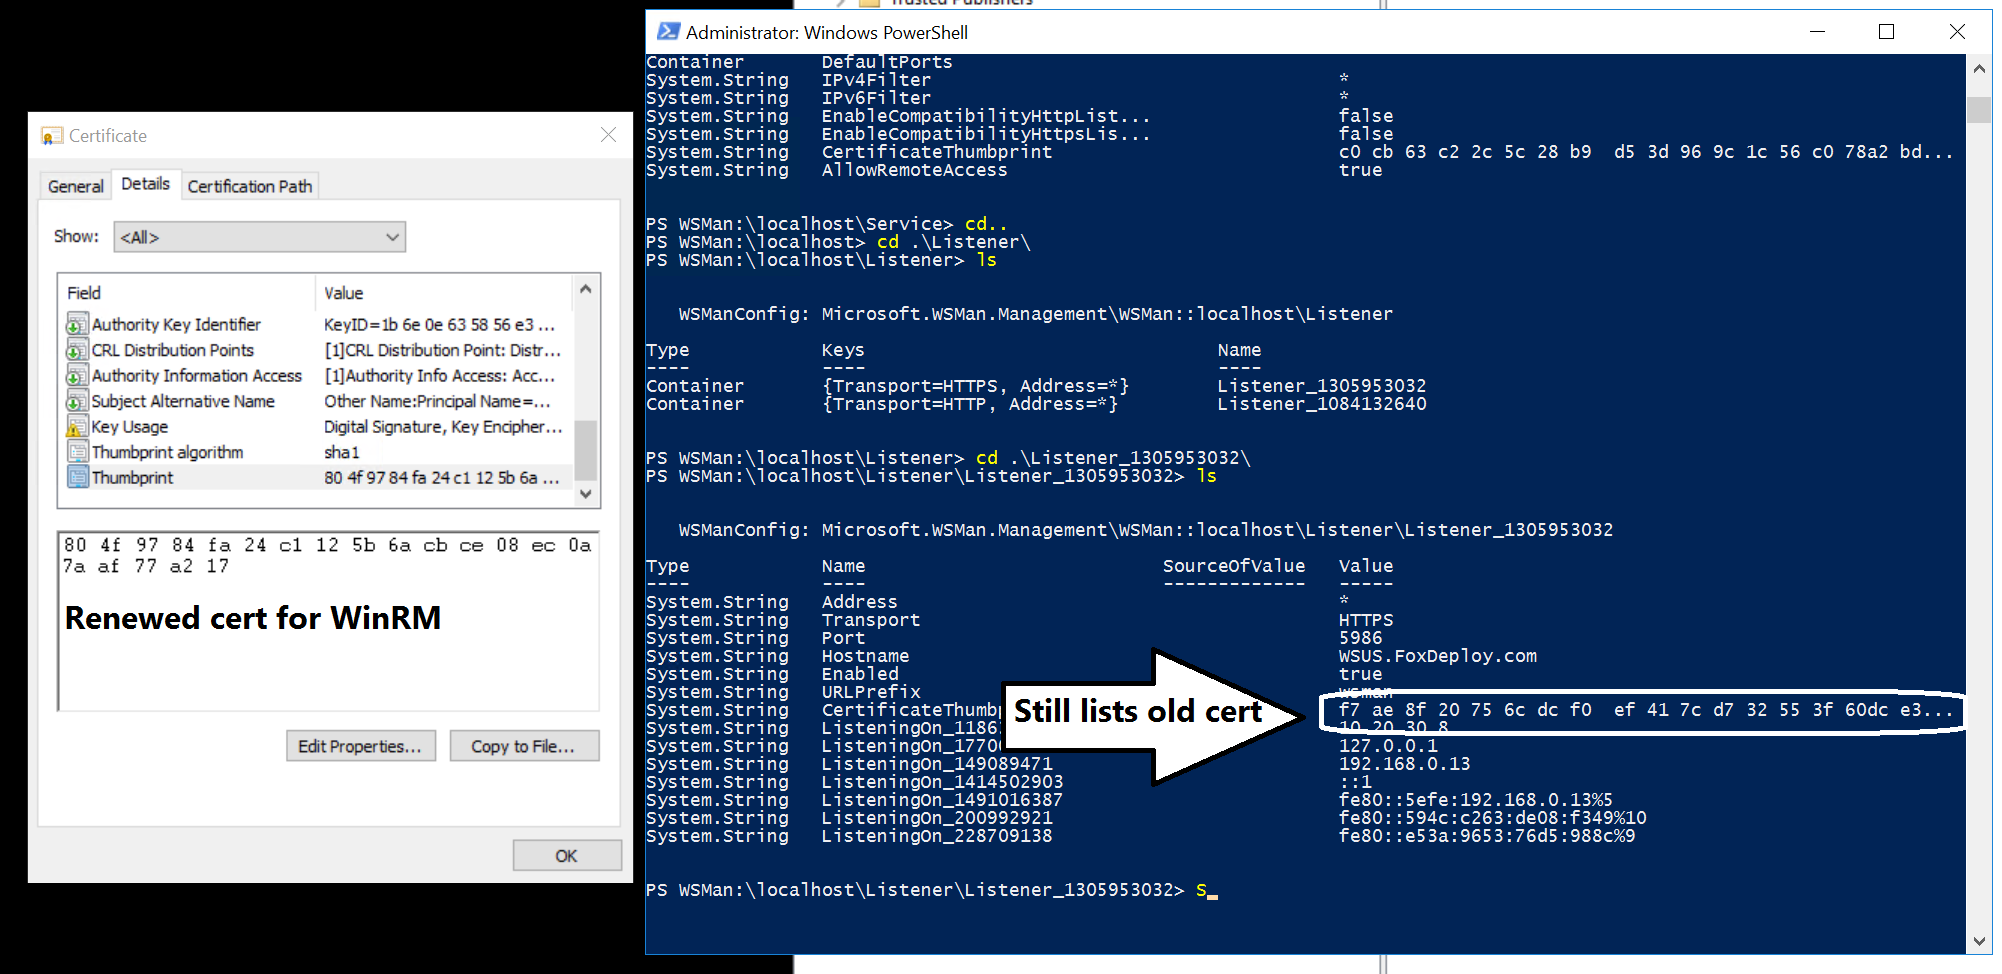 Trusted Publishers
Administrator: Windows PowerShell
Container DefaultPorts
System.String IPv4Filter *
System.String IPv6Filter *
System.String EnableCompatibilityHttpList... false
System.String EnableCompatibilityHttpsLis... false
System.String CertificateThumbprint c0 cb 63 c2 2c 5c 28 b9  d5 3d 96 9c 1c 56 c0 78a2 bd...
System.String AllowRemoteAccess true
PS WSMan:\localhost\Service> cd..
PS WSMan:\localhost> cd .\Listener\
PS WSMan:\localhost\Listener> ls
WSManConfig: Microsoft.WSMan.Management\WSMan::localhost\Listener
Type Keys Name
---- ---- ----
Container {Transport=HTTPS, Address=*} Listener_1305953032
Container {Transport=HTTP, Address=*} Listener_1084132640
PS WSMan:\localhost\Listener> cd .\Listener_1305953032\
PS WSMan:\localhost\Listener\Listener_1305953032> ls
WSManConfig: Microsoft.WSMan.Management\WSMan::localhost\Listener\Listener_1305953032
Type Name SourceOfValue Value
---- ---- ------------- -----
System.String Address *
System.String Transport HTTPS
System.String Port 5986
System.String Hostname WSUS.FoxDeploy.com
System.String Enabled true
System.String URLPrefix wsman
System.String CertificateThumb f7 ae 8f 20 75 6c dc f0  ef 41 7c d7 32 55 3f 60dc e3...
System.String ListeningOn_1186 10.20.30.8
System.String ListeningOn_1770 127.0.0.1
System.String ListeningOn_149089471 192.168.0.13
System.String ListeningOn_1414502903 ::1
System.String ListeningOn_1491016387 fe80::5efe:192.168.0.13%5
System.String ListeningOn_200992921 fe80::594c:c263:de08:f349%10
System.String ListeningOn_228709138 fe80::e53a:9653:76d5:988c%9
PS WSMan:\localhost\Listener\Listener_1305953032> S_
Still lists old cert
Certificate
General Details Certification Path
Show: <All>
Field Value
Authority Key Identifier KeyID=1b 6e 0e 63 58 56 e3 ...
CRL Distribution Points [1]CRL Distribution Point: Distr...
Authority Information Access [1]Authority Info Access: Acc...
Subject Alternative Name Other Name:Principal Name=...
Key Usage Digital Signature, Key Encipher...
Thumbprint algorithm sha1
Thumbprint 80 4f 97 84 fa 24 c1 12 5b 6a ...
80 4f 97 84 fa 24 c1 12 5b 6a cb ce 08 ec 0a
7a af 77 a2 17
Renewed cert for WinRM
Edit Properties... Copy to File...
OK